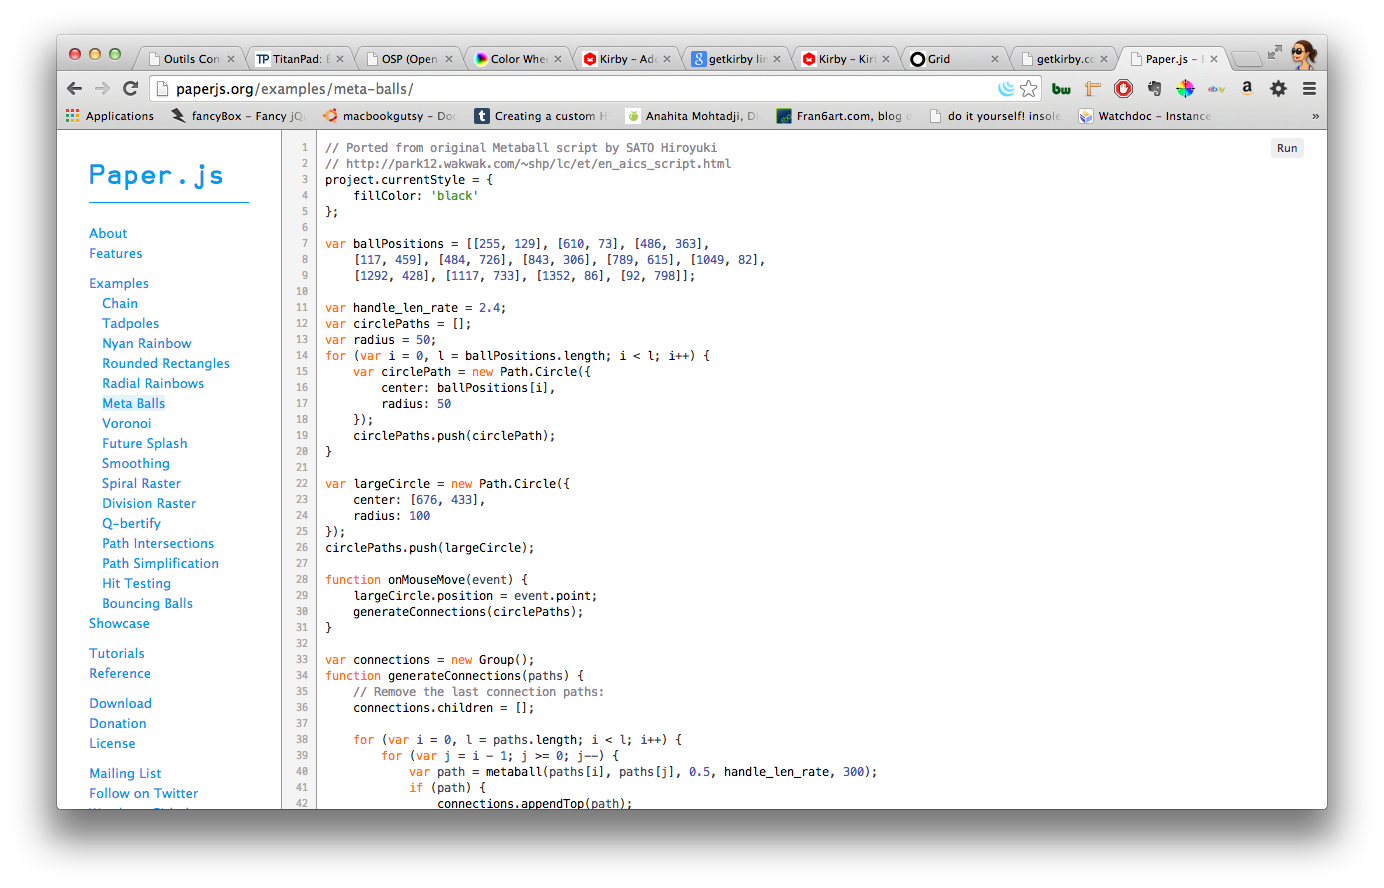 Outils Con
TitanPad: E
OSP (Open
Color Whe
Kirby - Ad
getkirby lin
Kirby - Kirl
Grid
getkirby.co
Paper.js -
paperjs.org/examples/meta-balls/
Applications
fancyBox - Fancy jQ
macbookgutsy - Doc
Creating a custom H
Anahita Mohtadji, Di
Fran6art.com, blog d
do it yourself! insole
Watchdoc - Instance
»
Paper.js
About
Features
Examples
Chain
Tadpoles
Nyan Rainbow
Rounded Rectangles
Radial Rainbows
Meta Balls
Voronoi
Future Splash
Smoothing
Spiral Raster
Division Raster
Q-bertify
Path Intersections
Path Simplification
Hit Testing
Bouncing Balls
Showcase
Tutorials
Reference
Download
Donation
License
Mailing List
Follow on Twitter
Run
1 // Ported from original Metaball script by SATO Hiroyuki
2 // http://park12.wakwak.com/~shp/lc/et/en_aics_script.html
3 project.currentStyle = {
4     fillColor: 'black'
5 };
6
7 var ballPositions = [[255, 129], [610, 73], [486, 363],
8     [117, 459], [484, 726], [843, 306], [789, 615], [1049, 82],
9     [1292, 428], [1117, 733], [1352, 86], [92, 798]];
10
11 var handle_len_rate = 2.4;
12 var circlePaths = [];
13 var radius = 50;
14 for (var i = 0, l = ballPositions.length; i < l; i++) {
15     var circlePath = new Path.Circle({
16         center: ballPositions[i],
17         radius: 50
18     });
19     circlePaths.push(circlePath);
20 }
21
22 var largeCircle = new Path.Circle({
23     center: [676, 433],
24     radius: 100
25 });
26 circlePaths.push(largeCircle);
27
28 function onMouseMove(event) {
29     largeCircle.position = event.point;
30     generateConnections(circlePaths);
31 }
32
33 var connections = new Group();
34 function generateConnections(paths) {
35     // Remove the last connection paths:
36     connections.children = [];
37
38     for (var i = 0, l = paths.length; i < l; i++) {
39         for (var j = i - 1; j >= 0; j--) {
40             var path = metaball(paths[i], paths[j], 0.5, handle_len_rate, 300);
41             if (path) {
42                 connections.appendTop(path);